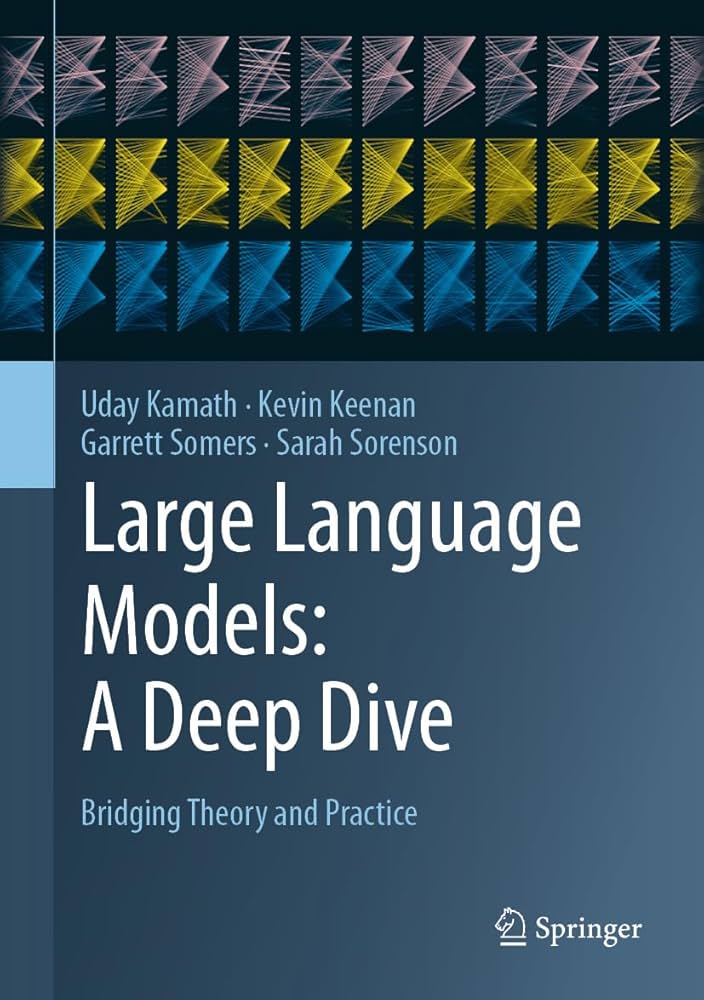 Uday Kamath · Kevin Keenan
Garrett Somers · Sarah Sorenson
Large Language
Models:
A Deep Dive
Bridging Theory and Practice
Springer